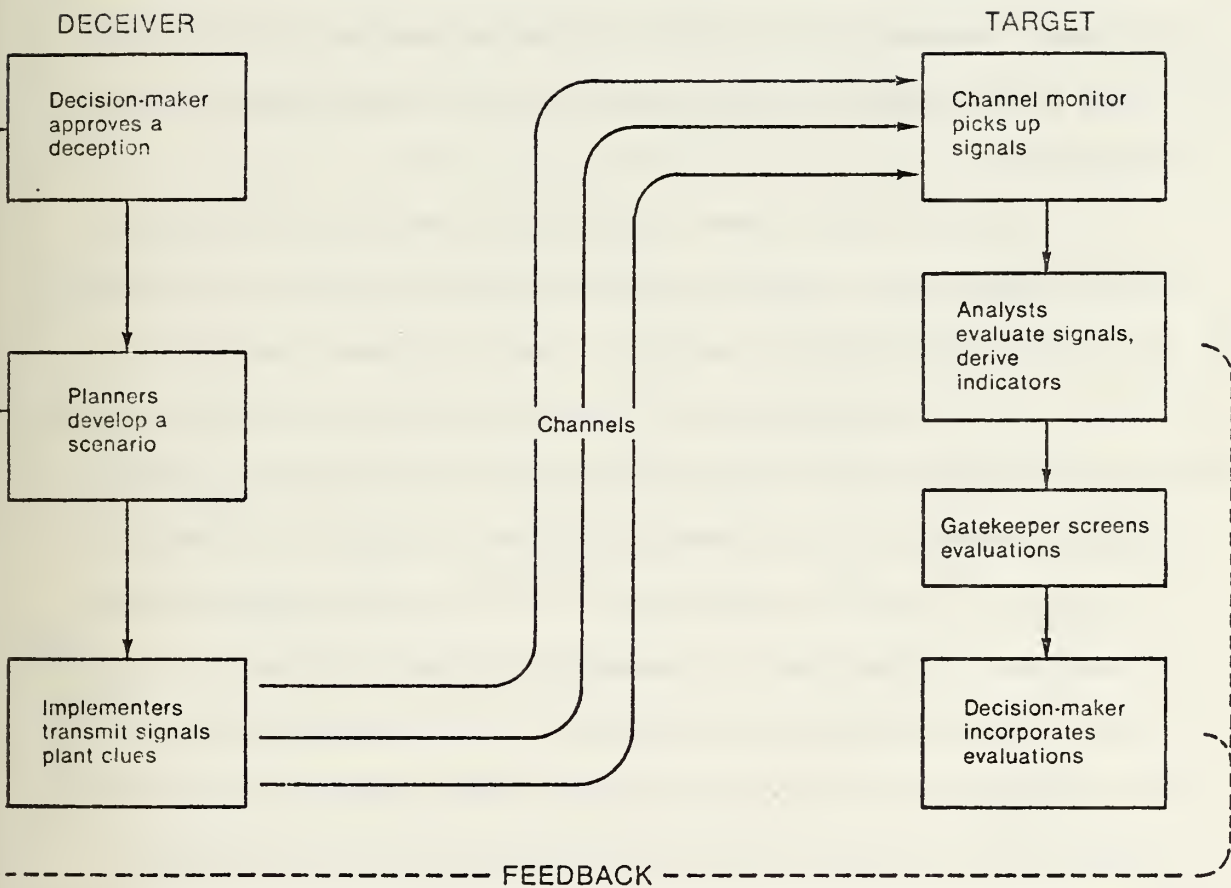 DECEIVER
Decision-maker
approves a
deception
Planners
develop a
scenario
Implementers
transmit signals
plant clues
Channels
TARGET
Channel monitor
picks up
signals
Analysts
evaluate signals,
derive
indicators
Gatekeeper screens
evaluations
Decision-maker
incorporates
evaluations
FEEDBACK